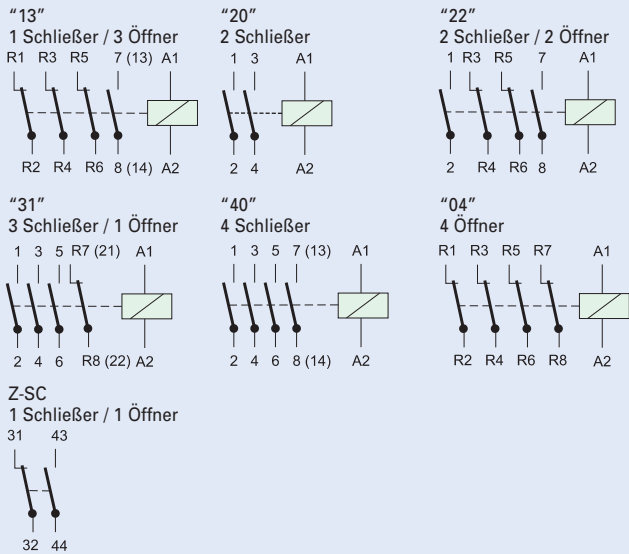 “13”
1 Schließer / 3 Öffner
R1 R3 R5 7 (13) A1
R2 R4 R6 8 (14) A2
“20”
2 Schließer
1 3 A1
2 4 A2
“22”
2 Schließer / 2 Öffner
1 R3 R5 7 A1
2 R4 R6 8 A2
“31”
3 Schließer / 1 Öffner
1 3 5 R7 (21) A1
2 4 6 R8 (22) A2
“40”
4 Schließer
1 3 5 7 (13) A1
2 4 6 8 (14) A2
“04”
4 Öffner
R1 R3 R5 R7 A1
R2 R4 R6 R8 A2
Z-SC
1 Schließer / 1 Öffner
31 43
32 44